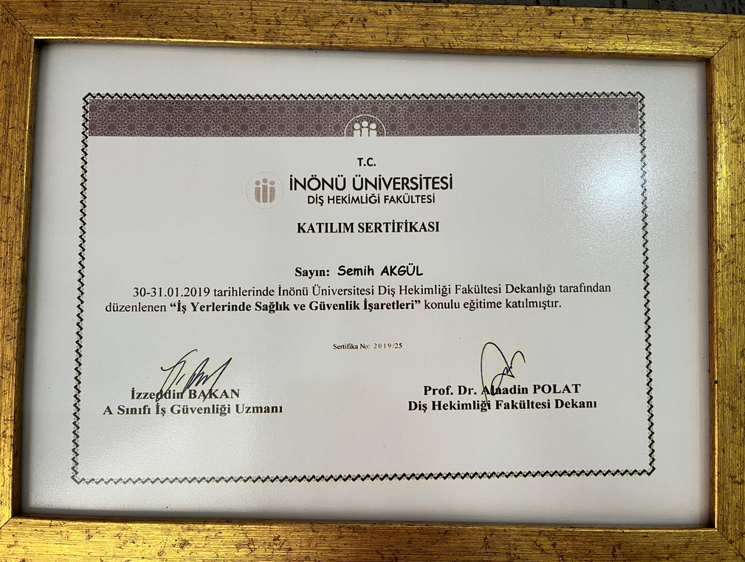 T.C.
İNÖNÜ ÜNİVERSİTESİ
DİŞ HEKİMLİĞİ FAKÜLTESİ
KATILIM SERTİFİKASI
Sayın: Semih AKGÜL
30-31.01.2019 tarihlerinde İnönü Üniversitesi Diş Hekimliği Fakültesi Dekanlığı tarafından
düzenlenen “İş Yerlerinde Sağlık ve Güvenlik İşaretleri” konulu eğitime katılmıştır.
Sertifika No: 2019/25
İzzeddin BAKAN
A Sınıfı İş Güvenliği Uzmanı
Prof. Dr. Alaadin POLAT
Diş Hekimliği Fakültesi Dekanı